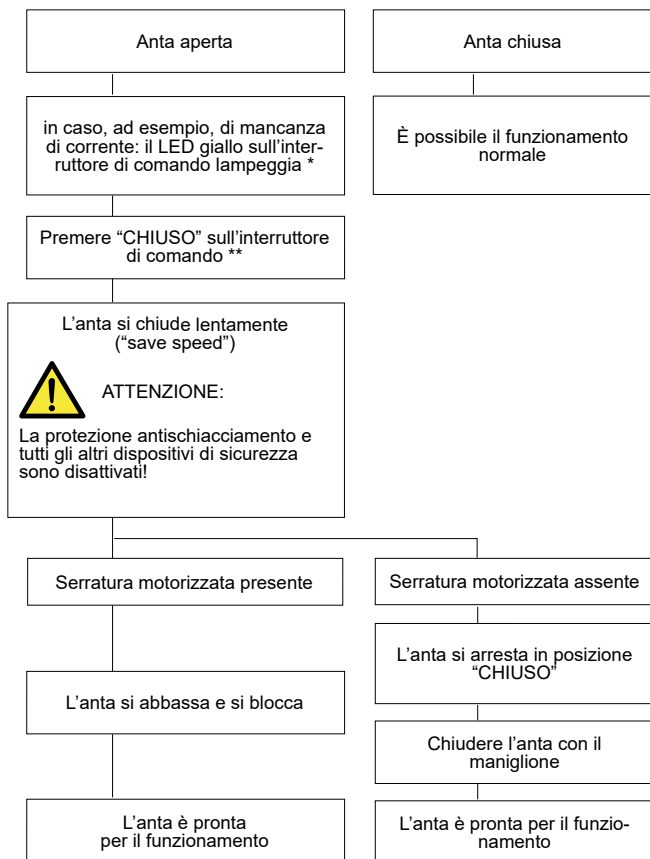 Anta aperta
Anta chiusa
in caso, ad esempio, di mancanza
di corrente: il LED giallo sull’inter-
ruttore di comando lampeggia *
È possibile il funzionamento
normale
Premere “CHIUSO” sull’interruttore
di comando **
L’anta si chiude lentamente
(“save speed”)
ATTENZIONE:
La protezione antischiacciamento e
tutti gli altri dispositivi di sicurezza
sono disattivati!
Serratura motorizzata presente
Serratura motorizzata assente
L’anta si arresta in posizione
“CHIUSO”
L’anta si abbassa e si blocca
Chiudere l’anta con il
maniglione
L’anta è pronta
per il funzionamento
L’anta è pronta per il funzio-
namento